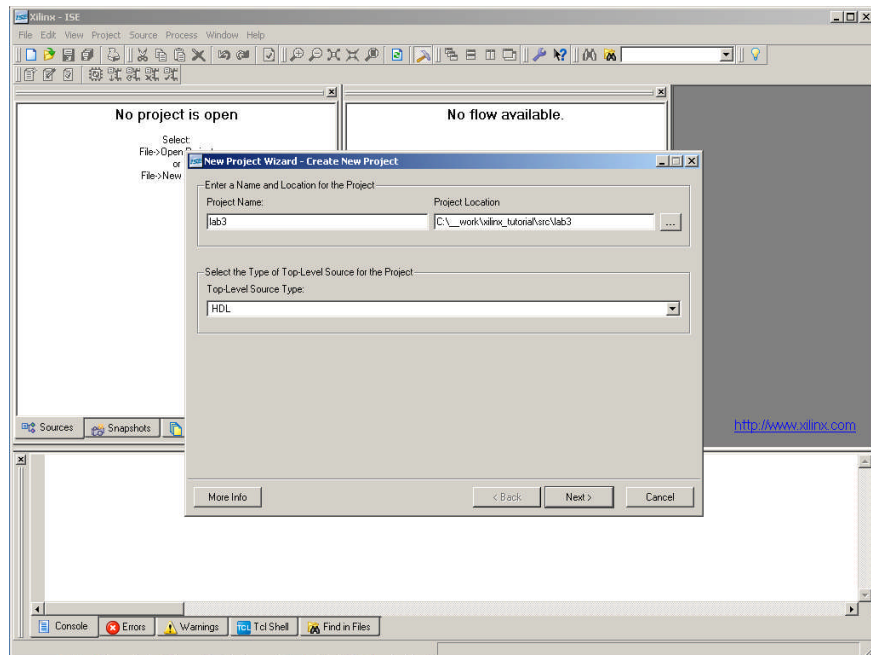 Xilinx - ISE
File Edit View Project Source Process Window Help
No project is open
Select:
File->Open
or
File->New
No flow available.
New Project Wizard - Create New Project
Enter a Name and Location for the Project
Project Name:
Project Location
lab3
C:\__work\xilinx_tutorial\src\lab3
...
Select the Type of Top-Level Source for the Project
Top-Level Source Type:
HDL
Sources
Snapshots
http://www.xilinx.com
More Info
< Back
Next >
Cancel
Console
Errors
Warnings
TCL
Tcl Shell
Find in Files